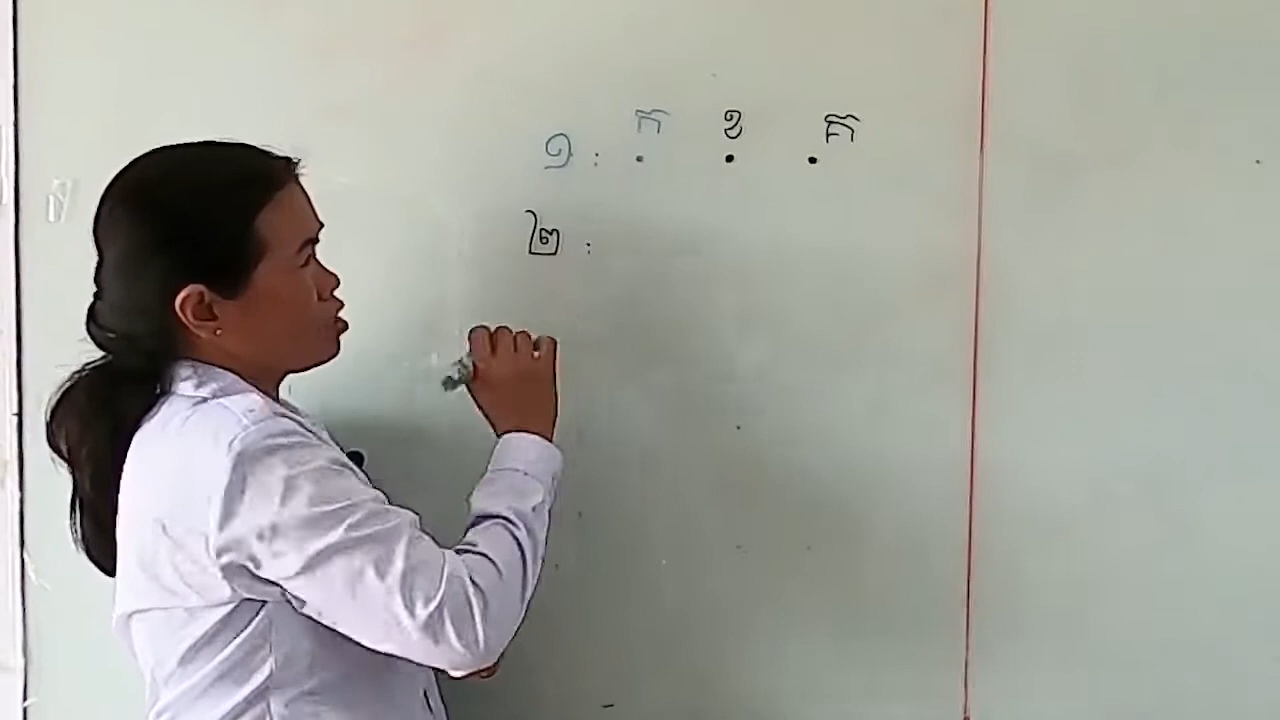 ១ : ក ខ គ
២ :